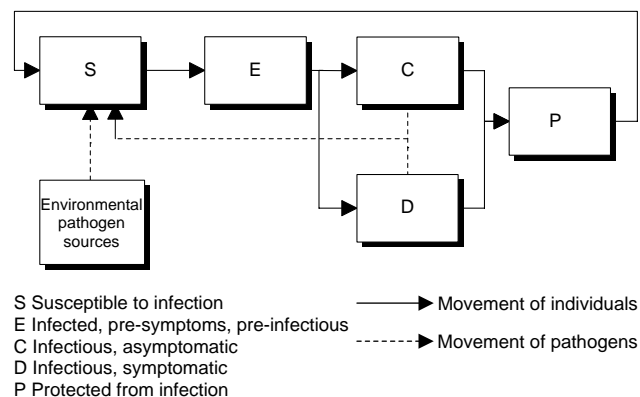 S
E
C
P
D
Environmental
pathogen
sources
S Susceptible to infection
E Infected, pre-symptoms, pre-infectious
C Infectious, asymptomatic
D Infectious, symptomatic
P Protected from infection
Movement of individuals
Movement of pathogens